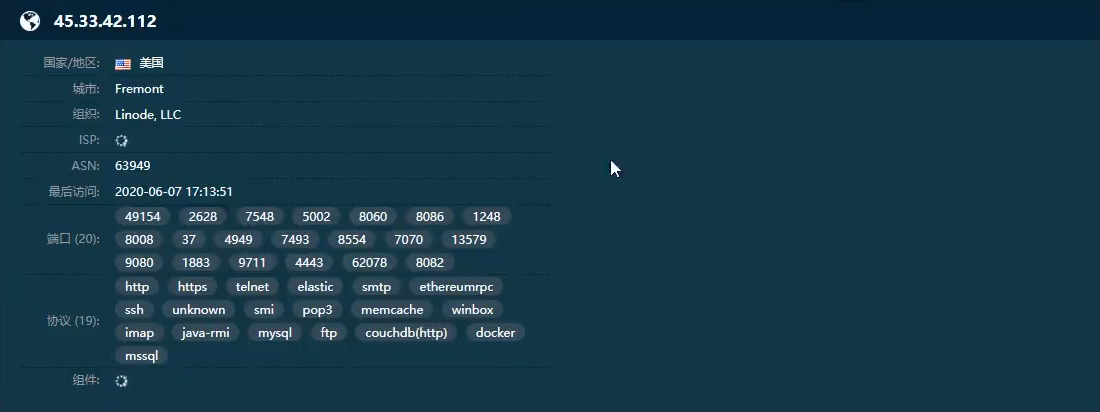 45.33.42.112
国家/地区: 美国
城市: Fremont
组织: Linode, LLC
ISP:
ASN: 63949
最后访问: 2020-06-07 17:13:51
49154 2628 7548 5002 8060 8086 1248
端口 (20): 8008 37 4949 7493 8554 7070 13579
9080 1883 9711 4443 62078 8082
http https telnet elastic smtp ethereumrpc
ssh unknown smi pop3 memcache winbox
协议 (19): imap java-rmi mysql ftp couchdb(http) docker
mssql
组件: